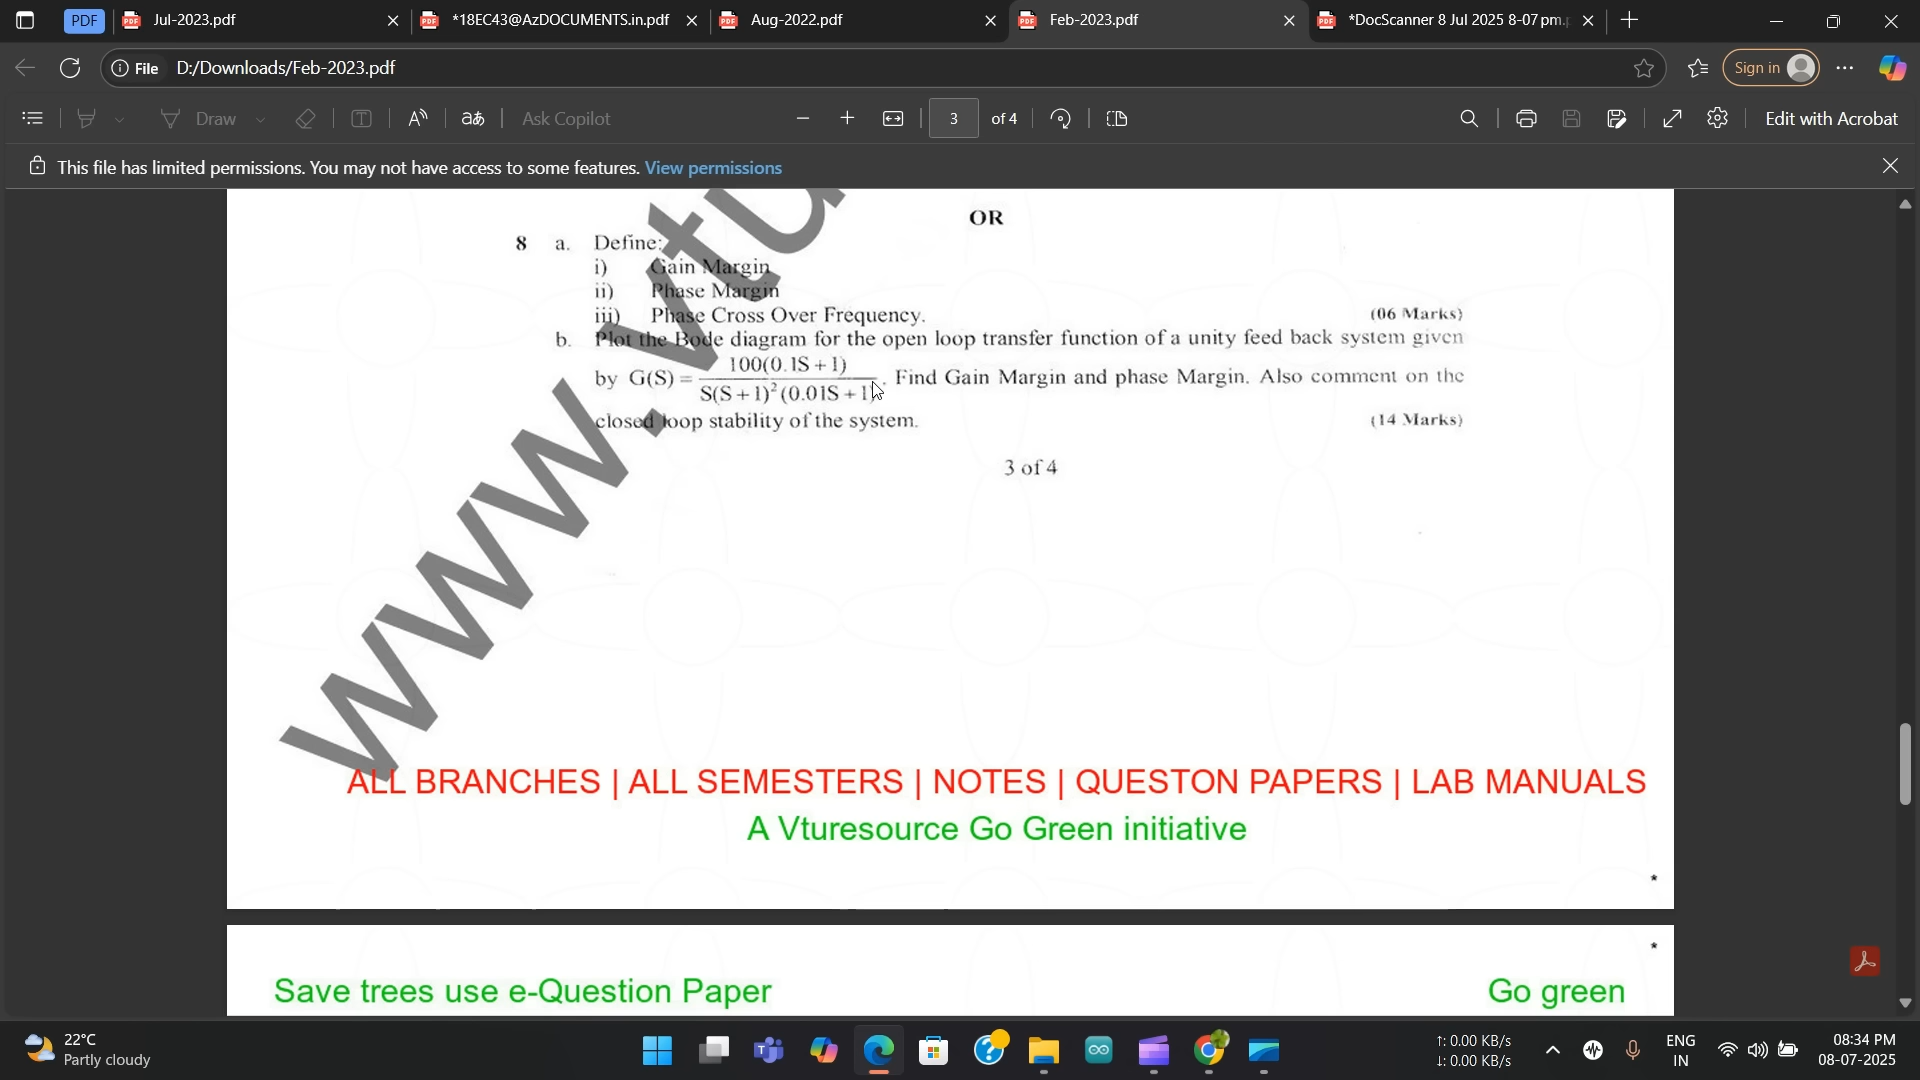 PDF Jul-2023.pdf *18EC43@AzDOCUMENTS.in.pdf Aug-2022.pdf Feb-2023.pdf *DocScanner 8 Jul 2025 8-07 pm.p
File D:/Downloads/Feb-2023.pdf Sign in
Draw Ask Copilot 3 of 4 Edit with Acrobat
This file has limited permissions. You may not have access to some features. View permissions
OR
8 a. Define:
i) Gain Margin
ii) Phase Margin
iii) Phase Cross Over Frequency. (06 Marks)
b. Plot the Bode diagram for the open loop transfer function of a unity feed back system given
by G(S) = 100(0.1S + 1) / S(S + 1)² (0.01S + 1) . Find Gain Margin and phase Margin. Also comment on the
closed loop stability of the system. (14 Marks)
3 of 4
www.vtu
ALL BRANCHES | ALL SEMESTERS | NOTES | QUESTON PAPERS | LAB MANUALS
A Vturesource Go Green initiative
*
*
Save trees use e-Question Paper Go green
22°C
Partly cloudy
↑: 0.00 KB/s
↓: 0.00 KB/s
ENG
IN
08:34 PM
08-07-2025